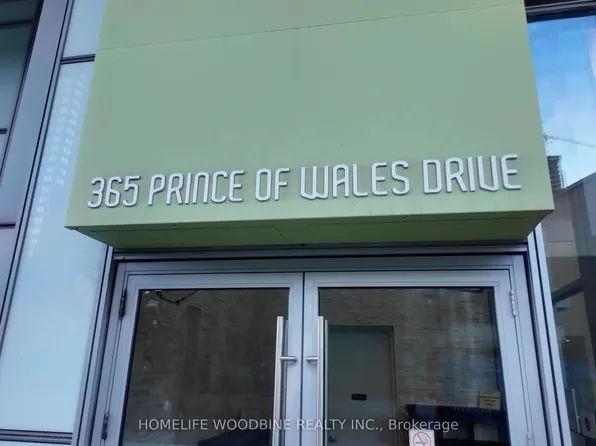 365 PRINCE OF WALES DRIVE
HOMELIFE WOODBINE REALTY INC., Brokerage